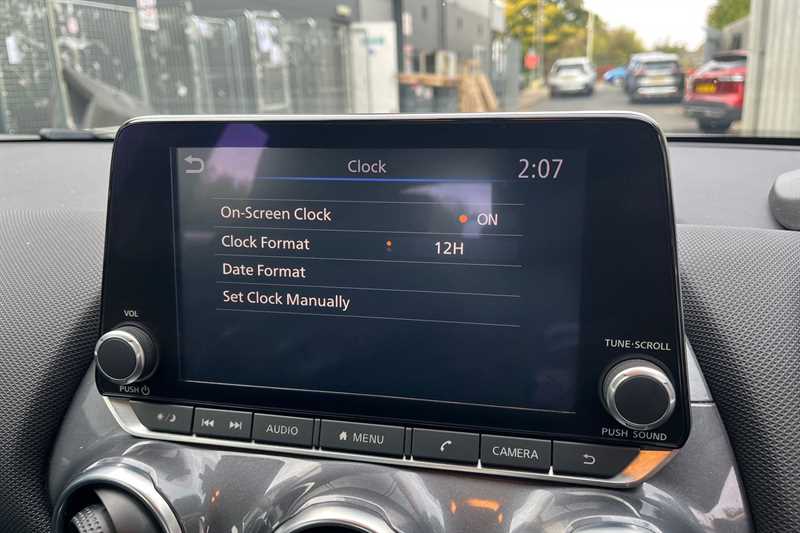 Clock 2:07
On-Screen Clock ON
Clock Format 12H
Date Format
Set Clock Manually
VOL
PUSH
TUNE·SCROLL
PUSH SOUND
AUDIO
MENU
CAMERA